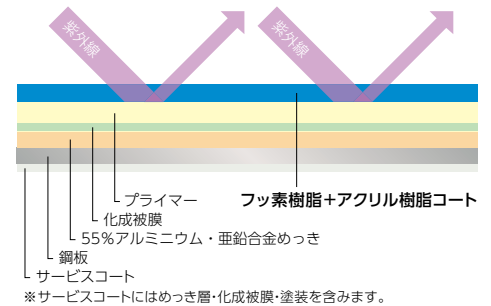 紫外線
紫外線
プライマー
フッ素樹脂+アクリル樹脂コート
化成被膜
55%アルミニウム・亜鉛合金めっき
鋼板
サービスコート
※サービスコートにはめっき層・化成被膜・塗装を含みます。